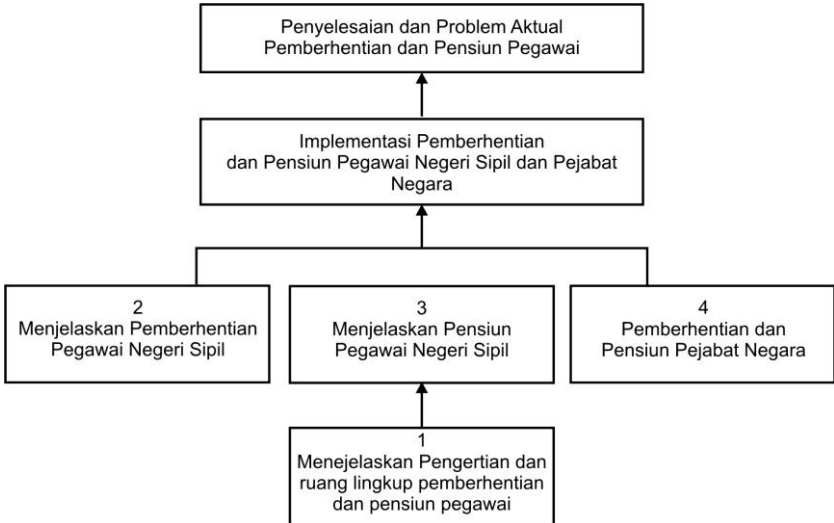 Penyelesaian dan Problem Aktual
Pemberhentian dan Pensiun Pegawai
Implementasi Pemberhentian
dan Pensiun Pegawai Negeri Sipil dan Pejabat
Negara
2
Menjelaskan Pemberhentian
Pegawai Negeri Sipil
3
Menjelaskan Pensiun
Pegawai Negeri Sipil
4
Pemberhentian dan
Pensiun Pejabat Negara
1
Menejelaskan Pengertian dan
ruang lingkup pemberhentian
dan pensiun pegawai